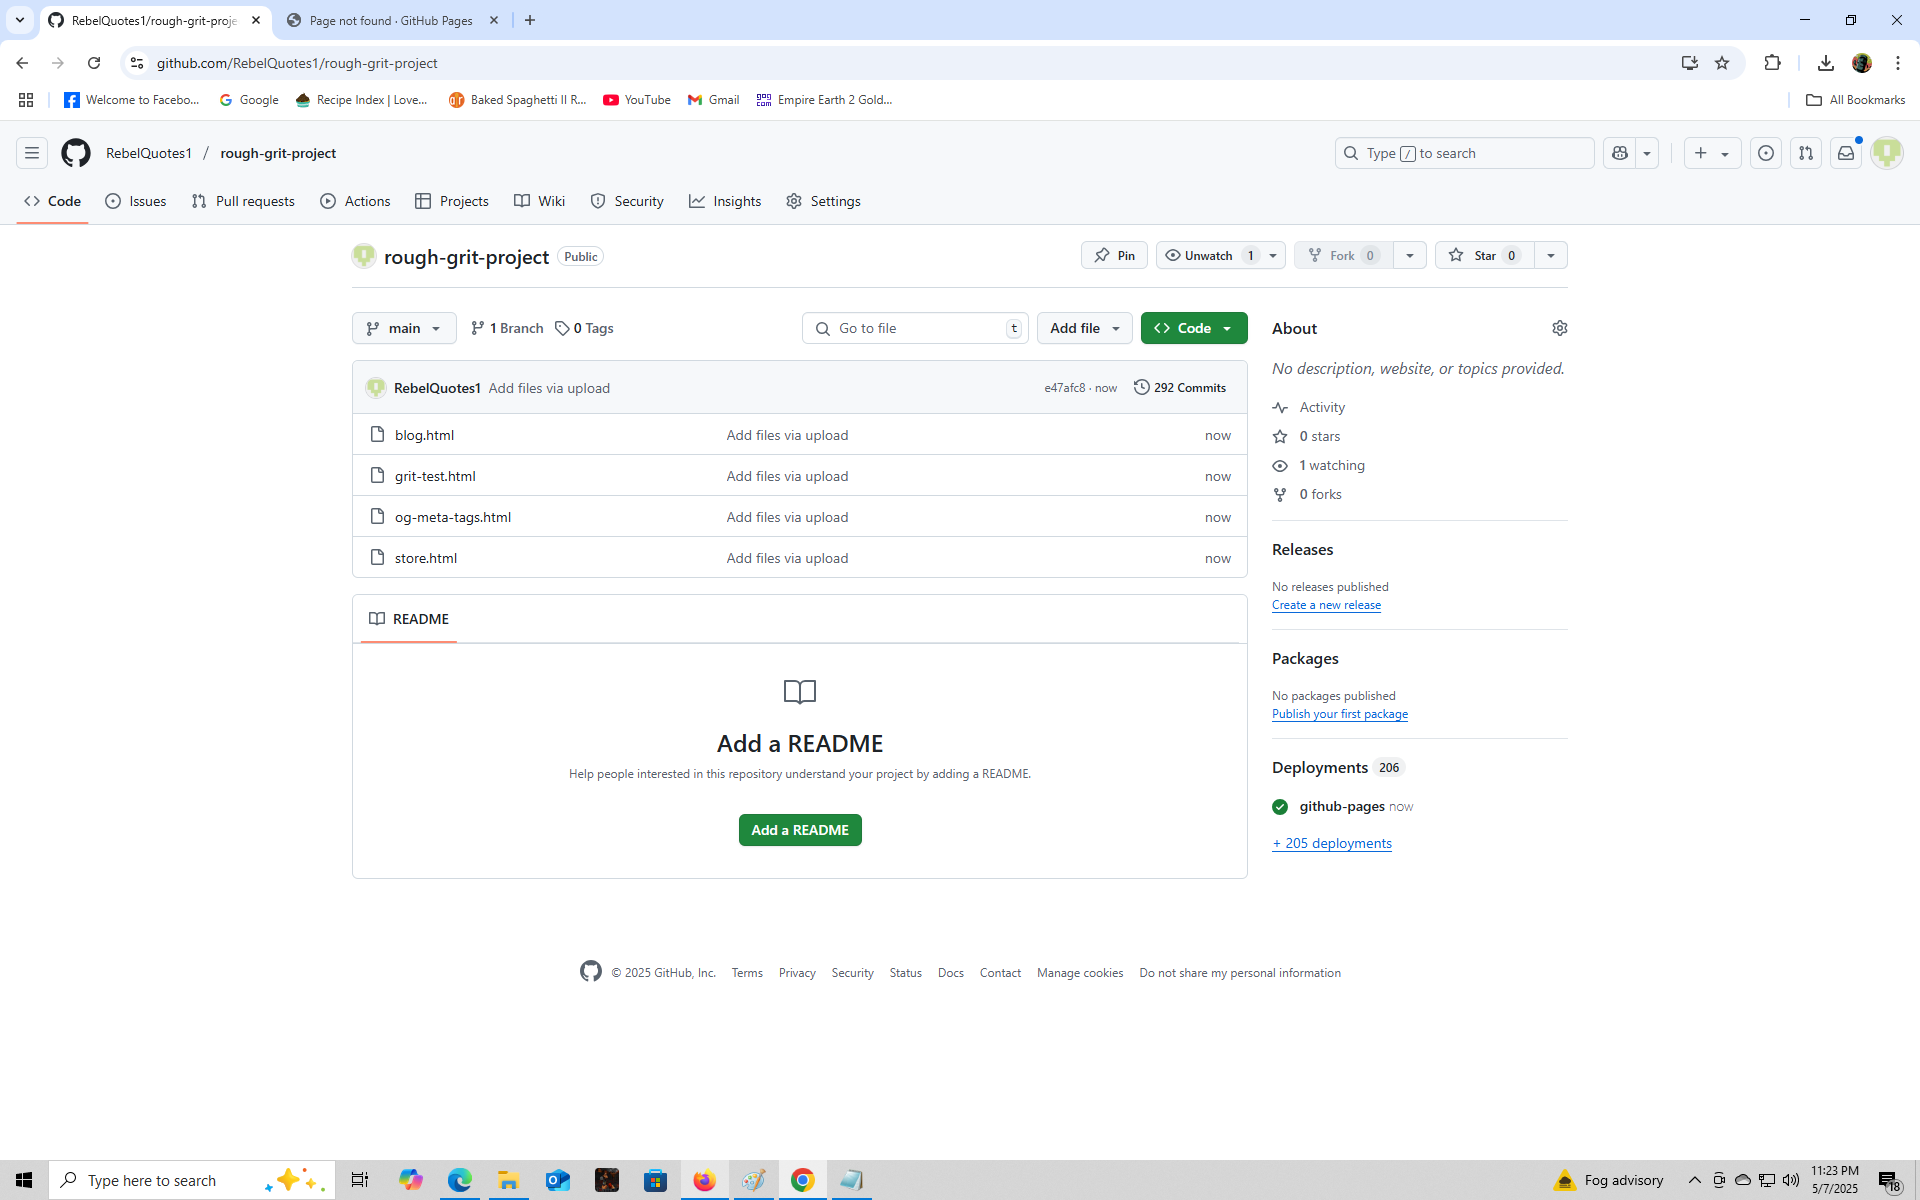 RebelQuotes1/rough-grit-proje
Page not found · GitHub Pages
github.com/RebelQuotes1/rough-grit-project
Welcome to Facebo...
Google
Recipe Index | Love...
Baked Spaghetti II R...
YouTube
Gmail
Empire Earth 2 Gold...
All Bookmarks
RebelQuotes1 / rough-grit-project
Type / to search
Code
Issues
Pull requests
Actions
Projects
Wiki
Security
Insights
Settings
rough-grit-project Public
Pin
Unwatch 1
Fork 0
Star 0
main
1 Branch
0 Tags
Go to file t
Add file
Code
RebelQuotes1 Add files via upload e47afc8 · now 292 Commits
blog.html Add files via upload now
grit-test.html Add files via upload now
og-meta-tags.html Add files via upload now
store.html Add files via upload now
README
Add a README
Help people interested in this repository understand your project by adding a README.
Add a README
About
No description, website, or topics provided.
Activity
0 stars
1 watching
0 forks
Releases
No releases published
Create a new release
Packages
No packages published
Publish your first package
Deployments 206
github-pages now
+ 205 deployments
© 2025 GitHub, Inc. Terms Privacy Security Status Docs Contact Manage cookies Do not share my personal information
Type here to search
Fog advisory
11:23 PM
5/7/2025
18